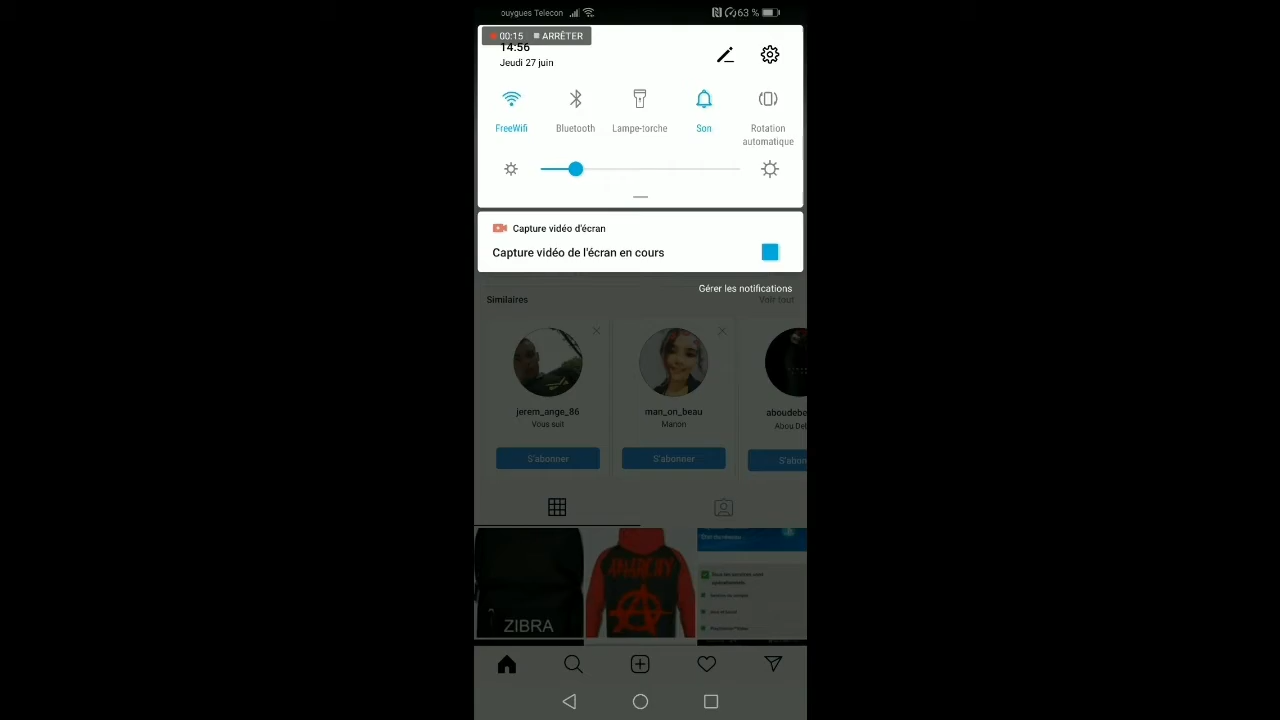 ouygues Telecon
63 %
00:15 ARRÊTER
14:56
Jeudi 27 juin
FreeWifi Bluetooth Lampe-torche Son Rotation automatique
Capture vidéo d'écran
Capture vidéo de l'écran en cours
Gérer les notifications
Similaires Voir tout
jerem_ange_86 man_on_beau aboudebe
Vous suit Manon Abou Del
S'abonner S'abonner S'abon
ANARCHY
ZIBRA